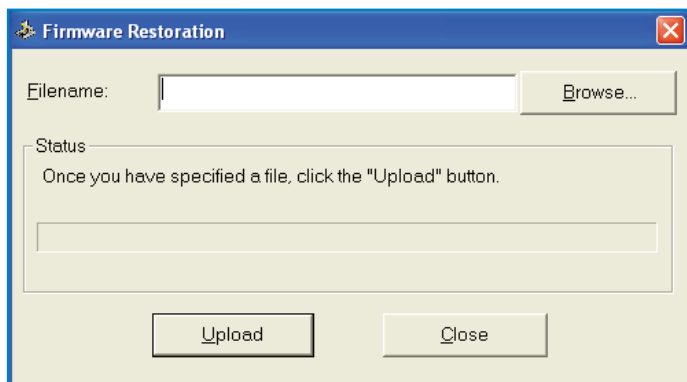 Firmware Restoration
Filename:
Browse...
Status
Once you have specified a file, click the "Upload" button.
Upload
Close